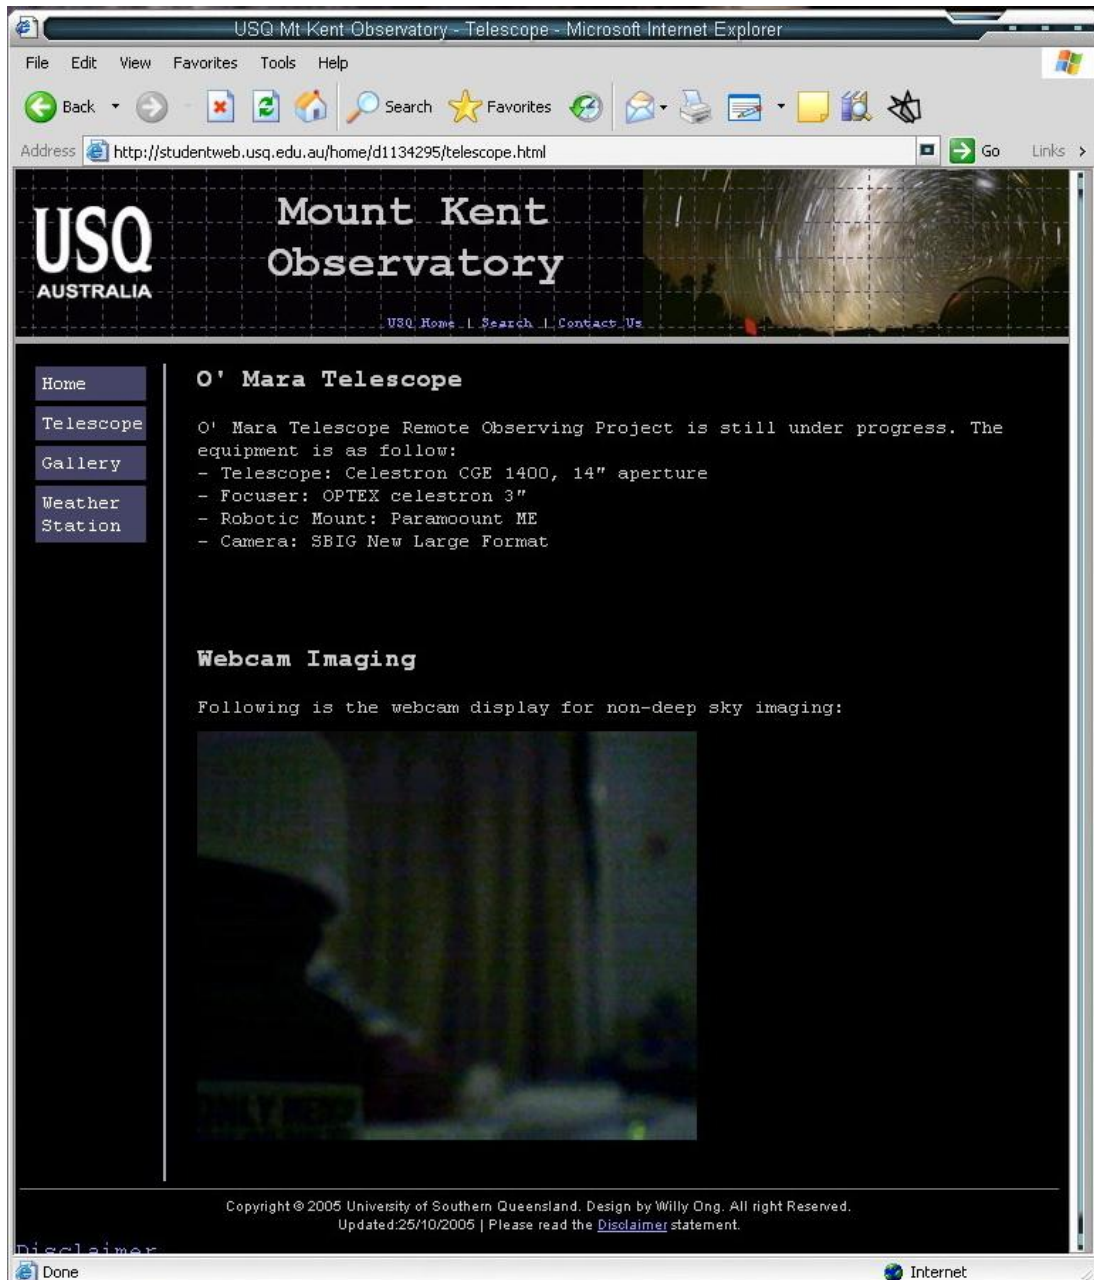 USQ Mt Kent Observatory - Telescope - Microsoft Internet Explorer
File Edit View Favorites Tools Help
Back Search Favorites
Address http://studentweb.usq.edu.au/home/d1134295/telescope.html Go Links
USQ
AUSTRALIA
Mount Kent
Observatory
USQ Home | Search | Contact Us
Home
Telescope
Gallery
Weather
Station
O' Mara Telescope
O' Mara Telescope Remote Observing Project is still under progress. The
equipment is as follow:
- Telescope: Celestron CGE 1400, 14" aperture
- Focuser: OPTEX celestron 3"
- Robotic Mount: Paramoount ME
- Camera: SBIG New Large Format
Webcam Imaging
Following is the webcam display for non-deep sky imaging:
Copyright © 2005 University of Southern Queensland. Design by Willy Ong. All right Reserved.
Updated:25/10/2005 | Please read the Disclaimer statement.
Disclaimer
Done Internet